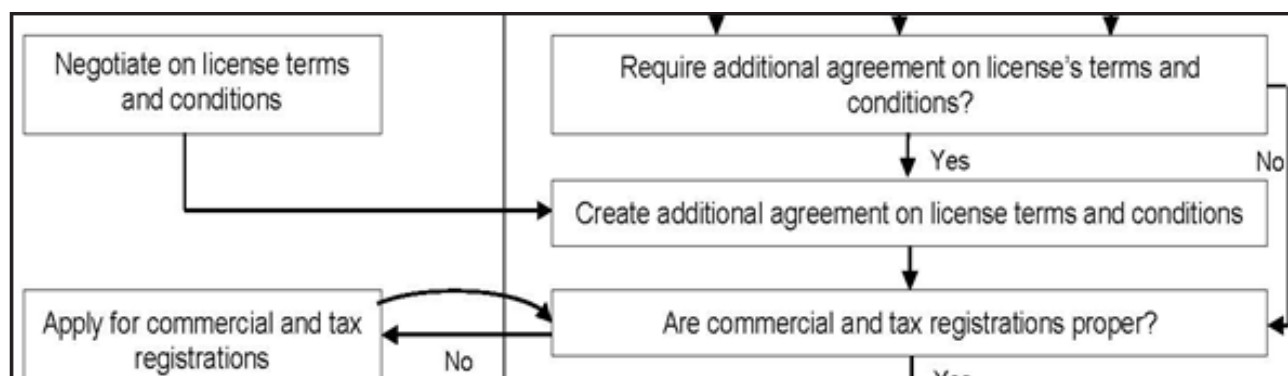 Negotiate on license terms
and conditions
Require additional agreement on license's terms and
conditions?
Yes
No
Create additional agreement on license terms and conditions
Apply for commercial and tax
registrations
No
Are commercial and tax registrations proper?